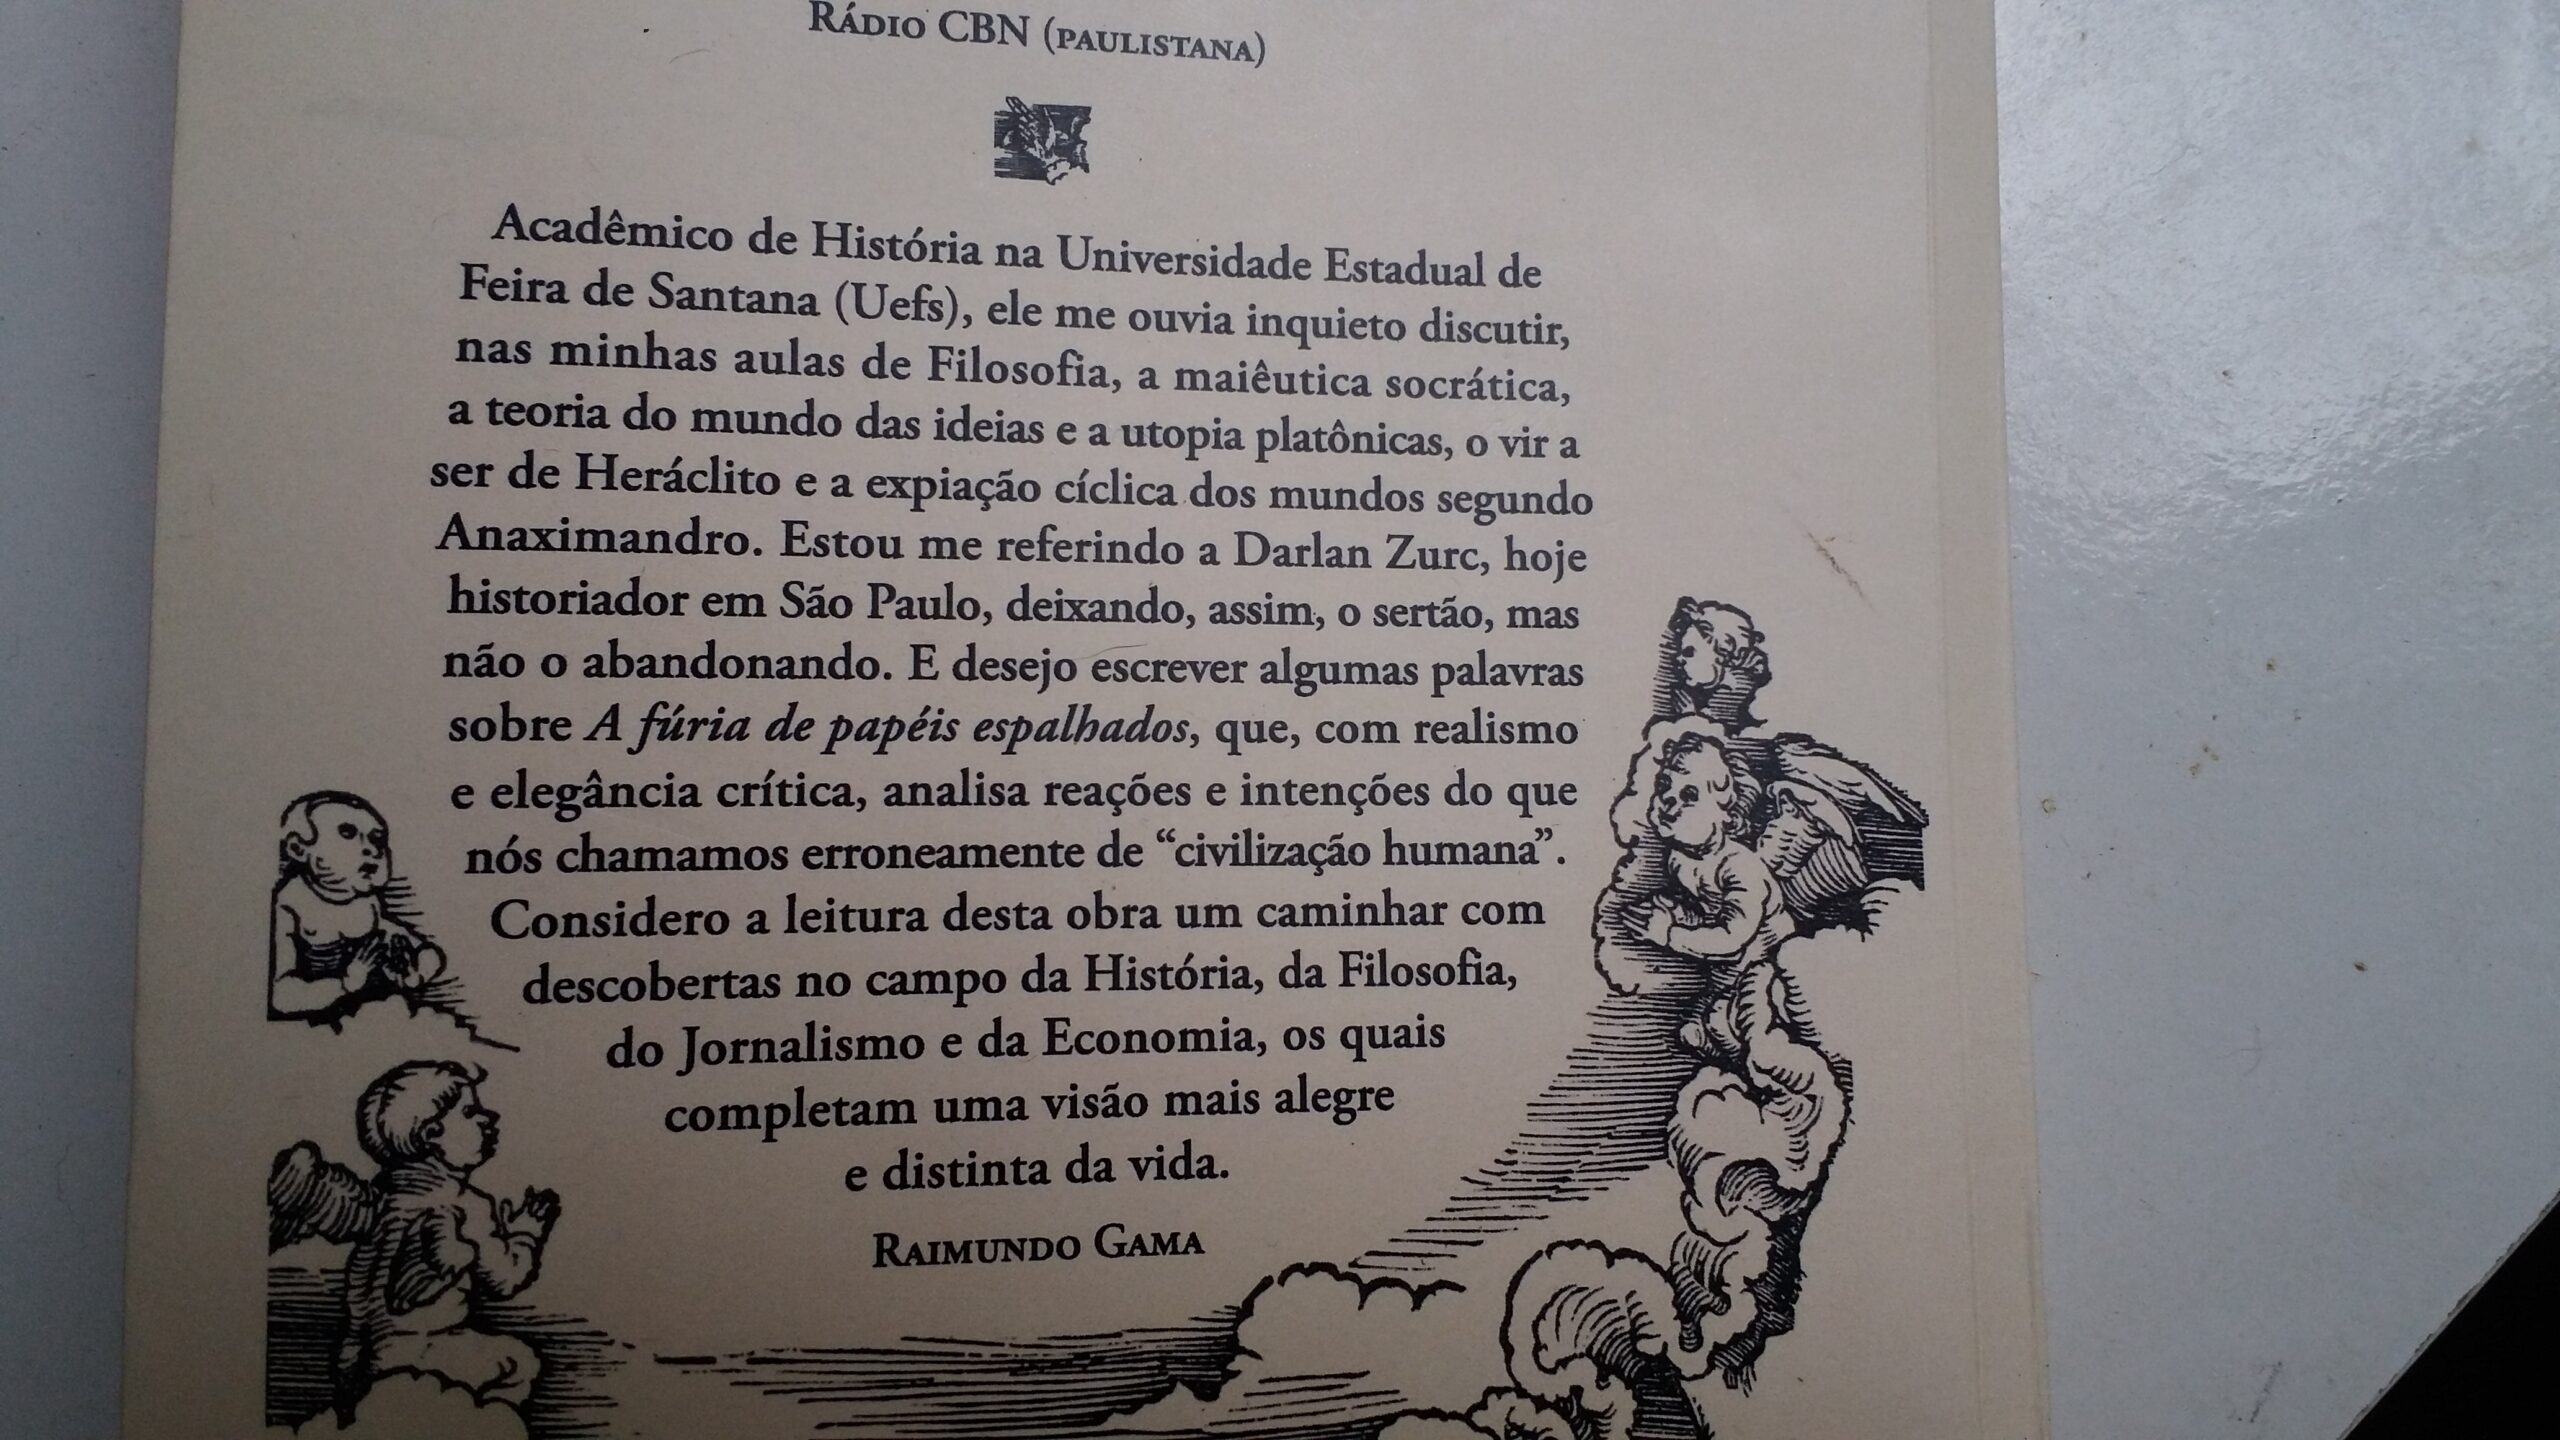 Rádio CBN (paulistana)
Acadêmico de História na Universidade Estadual de
Feira de Santana (Uefs), ele me ouvia inquieto discutir,
nas minhas aulas de Filosofia, a maiêutica socrática,
a teoria do mundo das ideias e a utopia platônicas, o vir a
ser de Heráclito e a expiação cíclica dos mundos segundo
Anaximandro. Estou me referindo a Darlan Zurc, hoje
historiador em São Paulo, deixando, assim, o sertão, mas
não o abandonando. E desejo escrever algumas palavras
sobre A fúria de papéis espalhados, que, com realismo
e elegância crítica, analisa reações e intenções do que
nós chamamos erroneamente de “civilização humana”.
Considero a leitura desta obra um caminhar com
descobertas no campo da História, da Filosofia,
do Jornalismo e da Economia, os quais
completam uma visão mais alegre
e distinta da vida.
Raimundo Gama